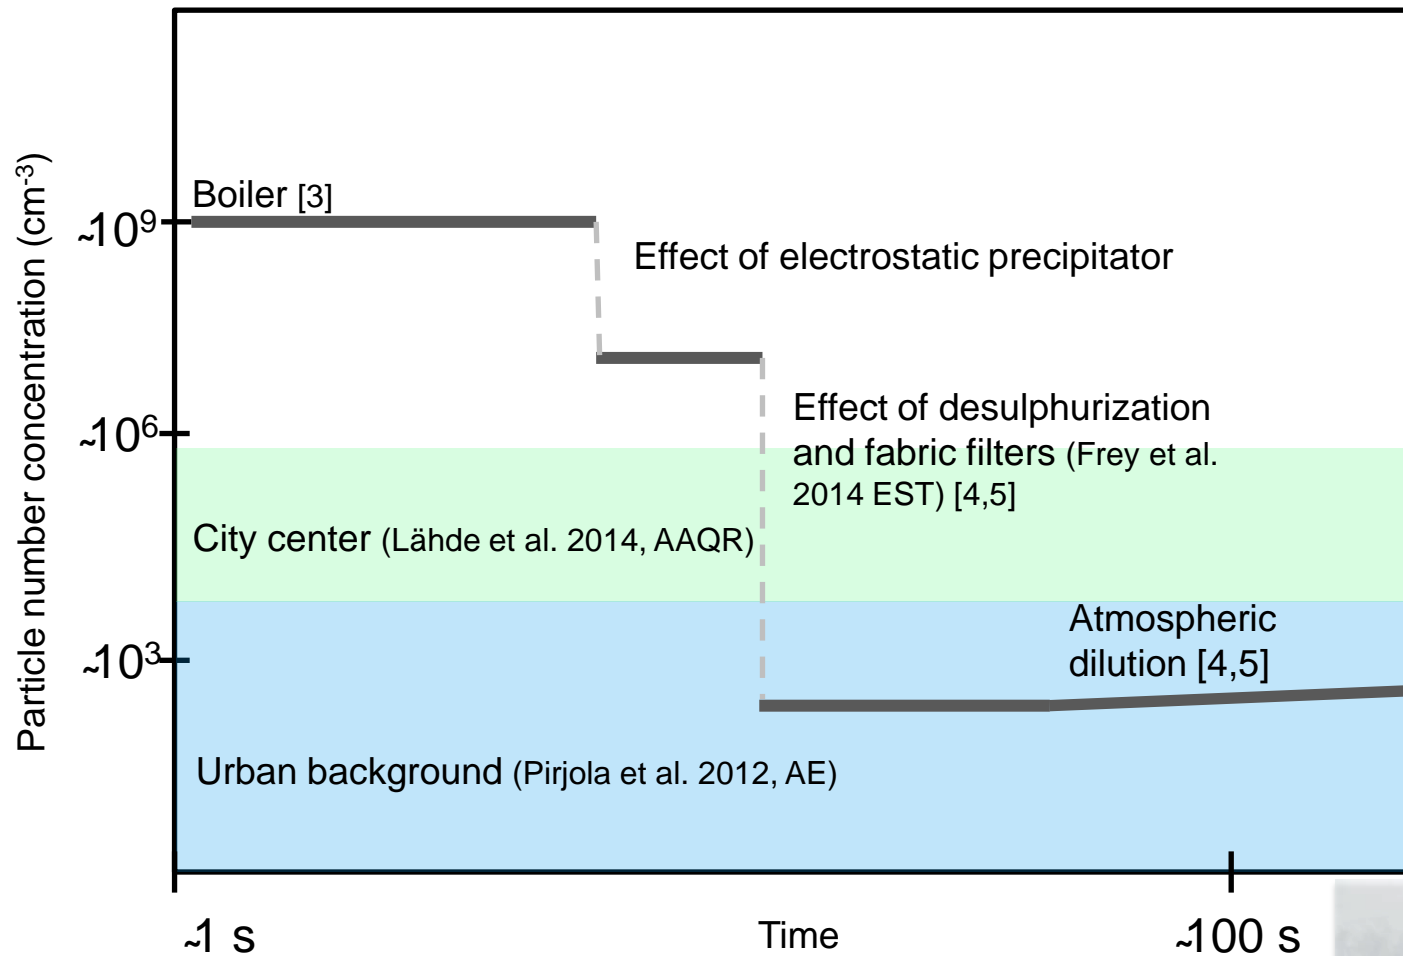 Particle number concentration (cm-3)
Boiler [3]
~109
Effect of electrostatic precipitator
Effect of desulphurization
and fabric filters (Frey et al.
2014 EST) [4,5]
~106
City center (Lähde et al. 2014, AAQR)
Atmospheric
dilution [4,5]
~103
Urban background (Pirjola et al. 2012, AE)
~1 s
Time
~100 s